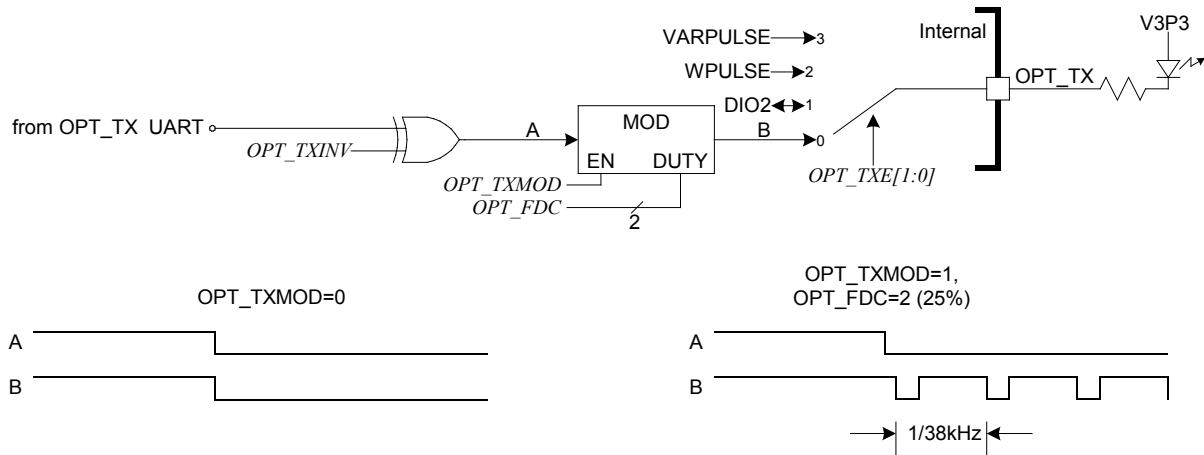 V3P3
Internal
VARPULSE 3
WPULSE 2
OPT_TX
DIO2 1
from OPT_TX UART
A
MOD
B
0
OPT_TXINV
EN DUTY
OPT_TXMOD
OPT_TXE[1:0]
OPT_FDC
2
OPT_TXMOD=0
OPT_TXMOD=1,
OPT_FDC=2 (25%)
A
B
A
B
1/38kHz